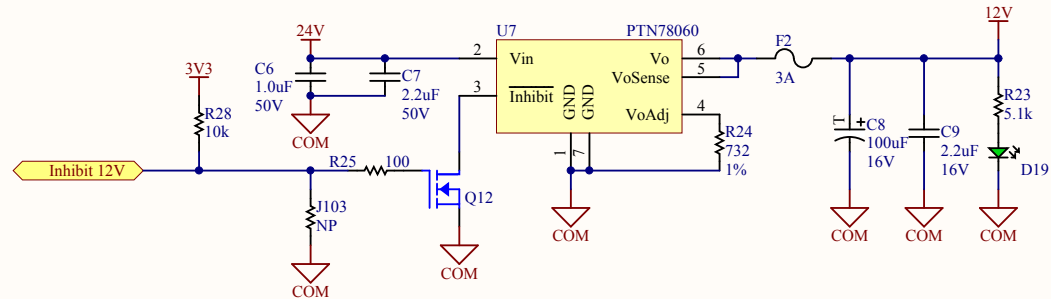 U7
PTN78060
24V
12V
2
Vin
Vo
6
F2
3V3
C6
1.0uF
50V
C7
2.2uF
50V
3
Inhibit
VoSense
5
3A
GND
GND
VoAdj
4
R28
10k
COM
R24
732
1%
T
+
C8
100uF
16V
C9
2.2uF
16V
R23
5.1k
1
7
Inhibit 12V
R25
100
D19
J103
NP
Q12
COM
COM
COM
COM
COM
COM